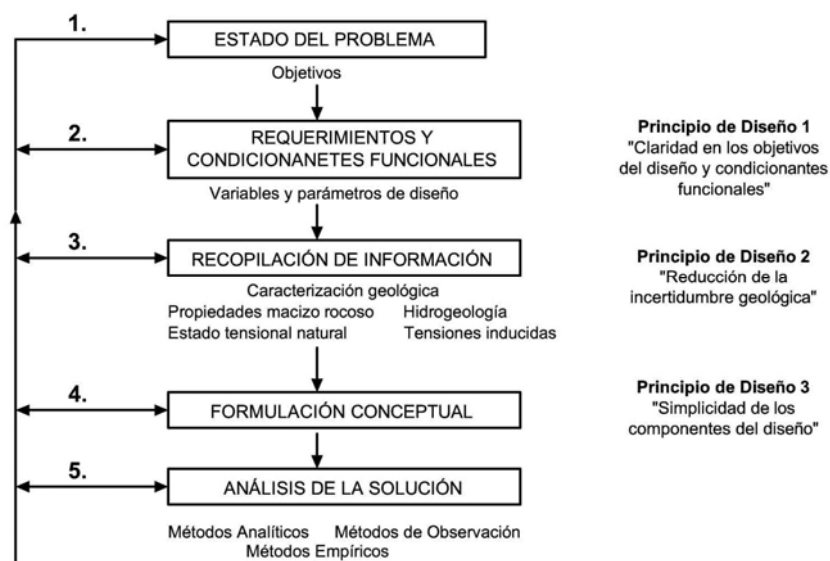 1.
ESTADO DEL PROBLEMA
Objetivos
2.
REQUERIMIENTOS Y
CONDICIONANETES FUNCIONALES
Variables y parámetros de diseño
Principio de Diseño 1
"Claridad en los objetivos
del diseño y condicionantes
funcionales"
3.
RECOPILACIÓN DE INFORMACIÓN
Caracterización geológica
Propiedades macizo rocoso Hidrogeología
Estado tensional natural Tensiones inducidas
Principio de Diseño 2
"Reducción de la
incertidumbre geológica"
4.
FORMULACIÓN CONCEPTUAL
Principio de Diseño 3
"Simplicidad de los
componentes del diseño"
5.
ANÁLISIS DE LA SOLUCIÓN
Métodos Analíticos Métodos de Observación
Métodos Empíricos